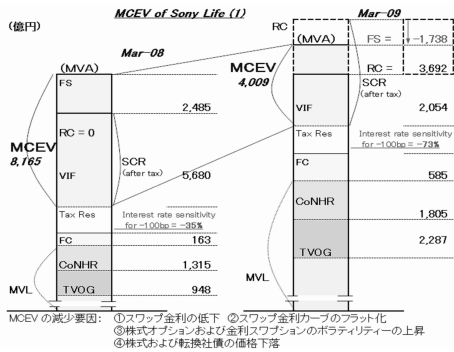 MCEV of Sony Life (1)
(億円)
RC
Mar-09
(MVA)
FS = -1,738
Mar-08
(MVA)
MCEV
4,009
RC = 3,692
FS
SCR
(after tax)
2,485
VIF
2,054
RC = 0
Tax Res
Interest rate sensitivity
for -100bp = -73%
MCEV
8,165
SCR
(after tax)
FC
585
VIF
5,680
CoNHR
Tax Res
Interest rate sensitivity
for -100bp = -35%
1,805
FC
163
2,287
CoNHR
1,315
TVOG
MVL
MVL
TVOG
948
MCEV の減少要因: ①スワップ金利の低下 ②スワップ金利カーブのフラット化
③株式オプションおよび金利スワプションのボラティリティーの上昇
④株式および転換社債の価格下落